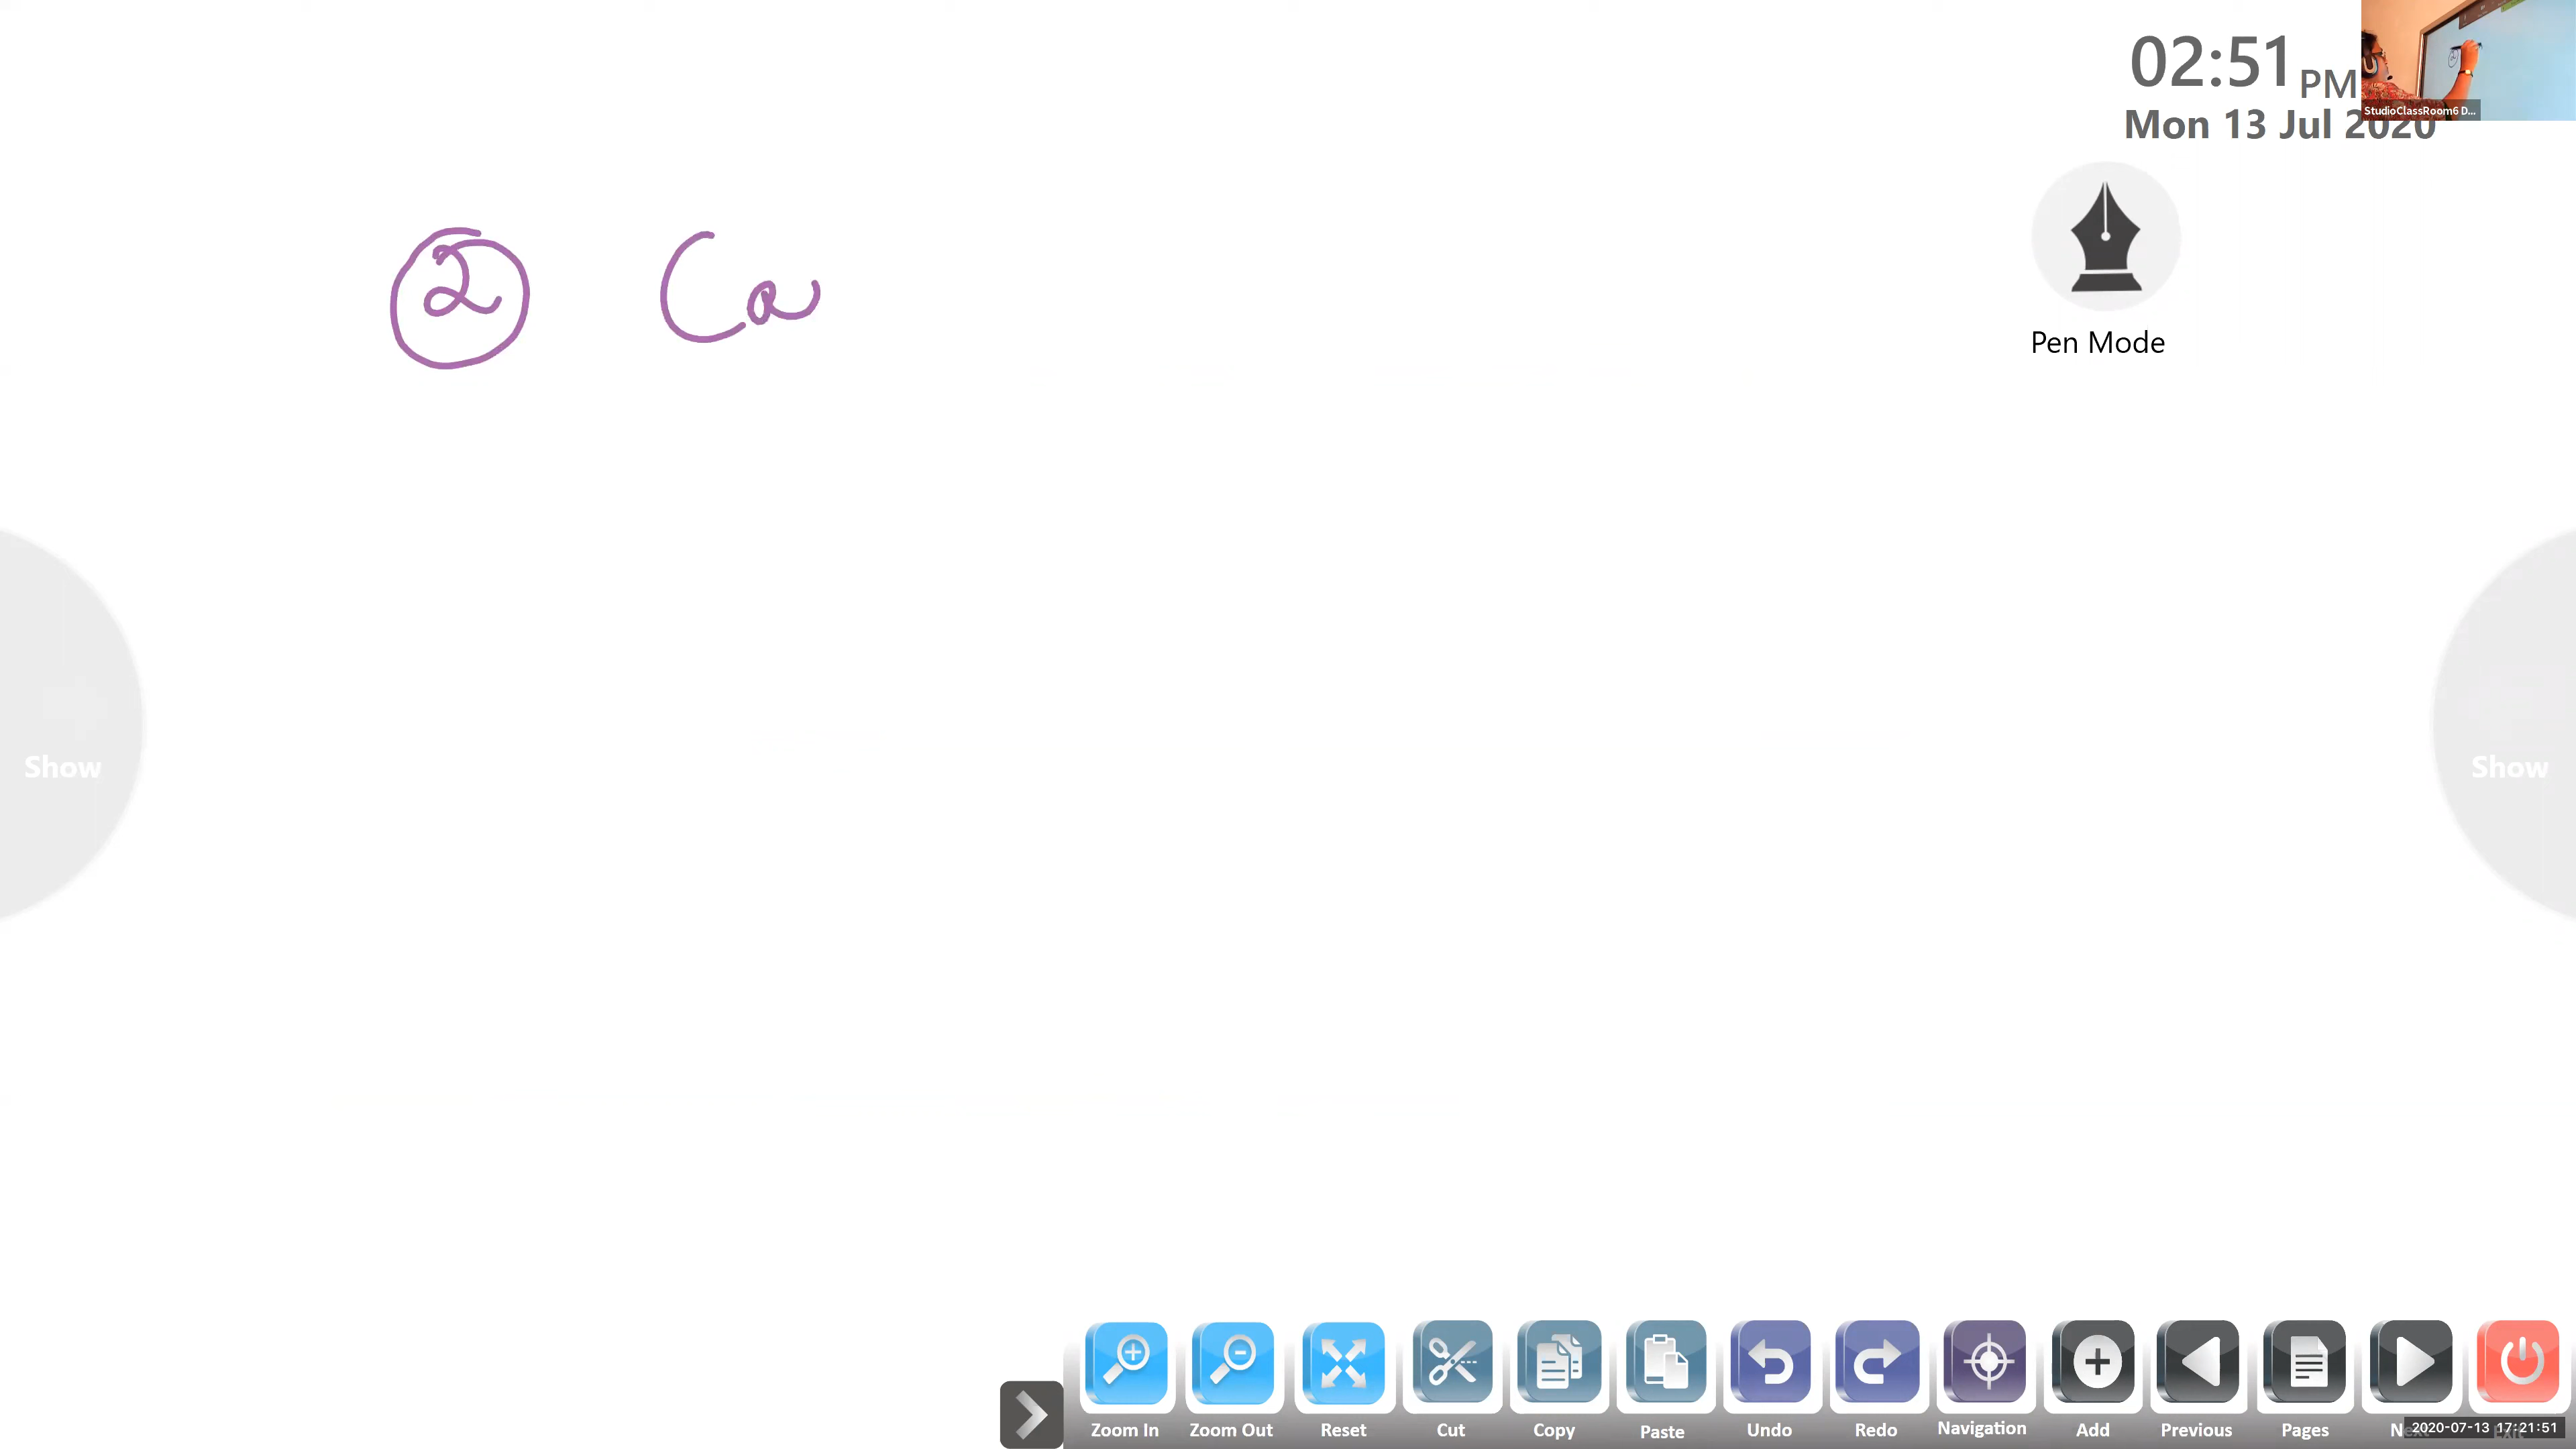 02:51 PM
StudioClassRoom6 D...
Mon 13 Jul 2020
② Ca
Pen Mode
Show
Show
Zoom In Zoom Out Reset Cut Copy Paste Undo Redo Navigation Add Previous Pages
2020-07-13 17:21:51